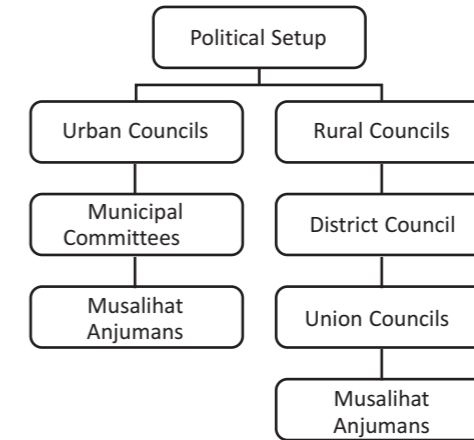 Political Setup
Urban Councils
Rural Councils
Municipal
Committees
District Council
Musalihat
Anjumans
Union Councils
Musalihat
Anjumans